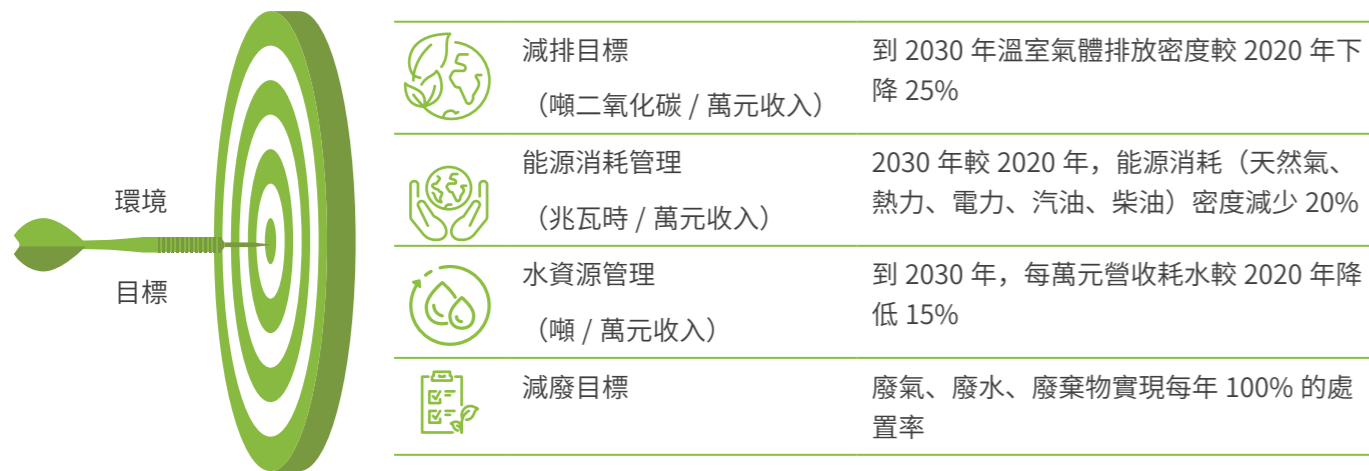 環境
目標
減排目標
（噸二氧化碳 / 萬元收入）
到 2030 年溫室氣體排放密度較 2020 年下
降 25%
能源消耗管理
（兆瓦時 / 萬元收入）
2030 年較 2020 年，能源消耗（天然氣、
熱力、電力、汽油、柴油）密度減少 20%
水資源管理
（噸 / 萬元收入）
到 2030 年，每萬元營收耗水較 2020 年降
低 15%
減廢目標
廢氣、廢水、廢棄物實現每年 100% 的處
置率